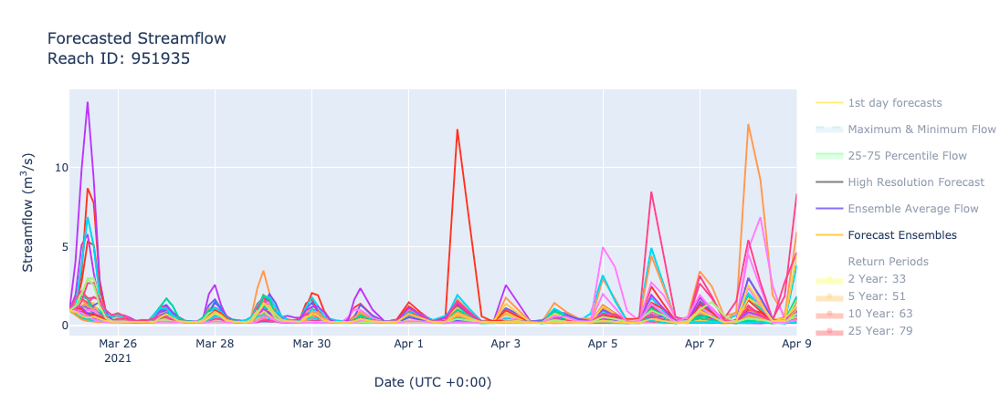 Forecasted Streamflow
Reach ID: 951935
Streamflow (m³/s)
10
5
0
Mar 26
2021
Mar 28
Mar 30
Apr 1
Apr 3
Apr 5
Apr 7
Apr 9
Date (UTC +0:00)
1st day forecasts
Maximum & Minimum Flow
25-75 Percentile Flow
High Resolution Forecast
Ensemble Average Flow
Forecast Ensembles
Return Periods
2 Year: 33
5 Year: 51
10 Year: 63
25 Year: 79